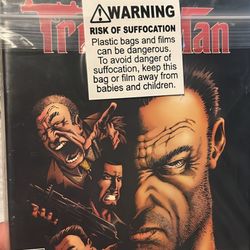 ⚠WARNING
RISK OF SUFFOCATION
Plastic bags and films
can be dangerous.
To avoid danger of
suffocation, keep this
bag or film away from
babies and children.